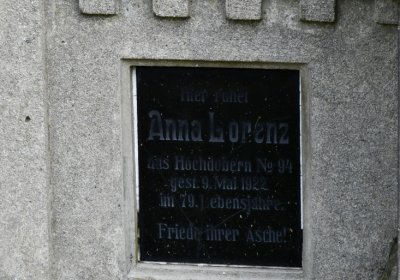 Hier ruhet
Anna Lorenz
aus Hochdobern No 94
gest. 9. Mai 1922
im 79. Lebensjahre.
Friede ihrer Asche!